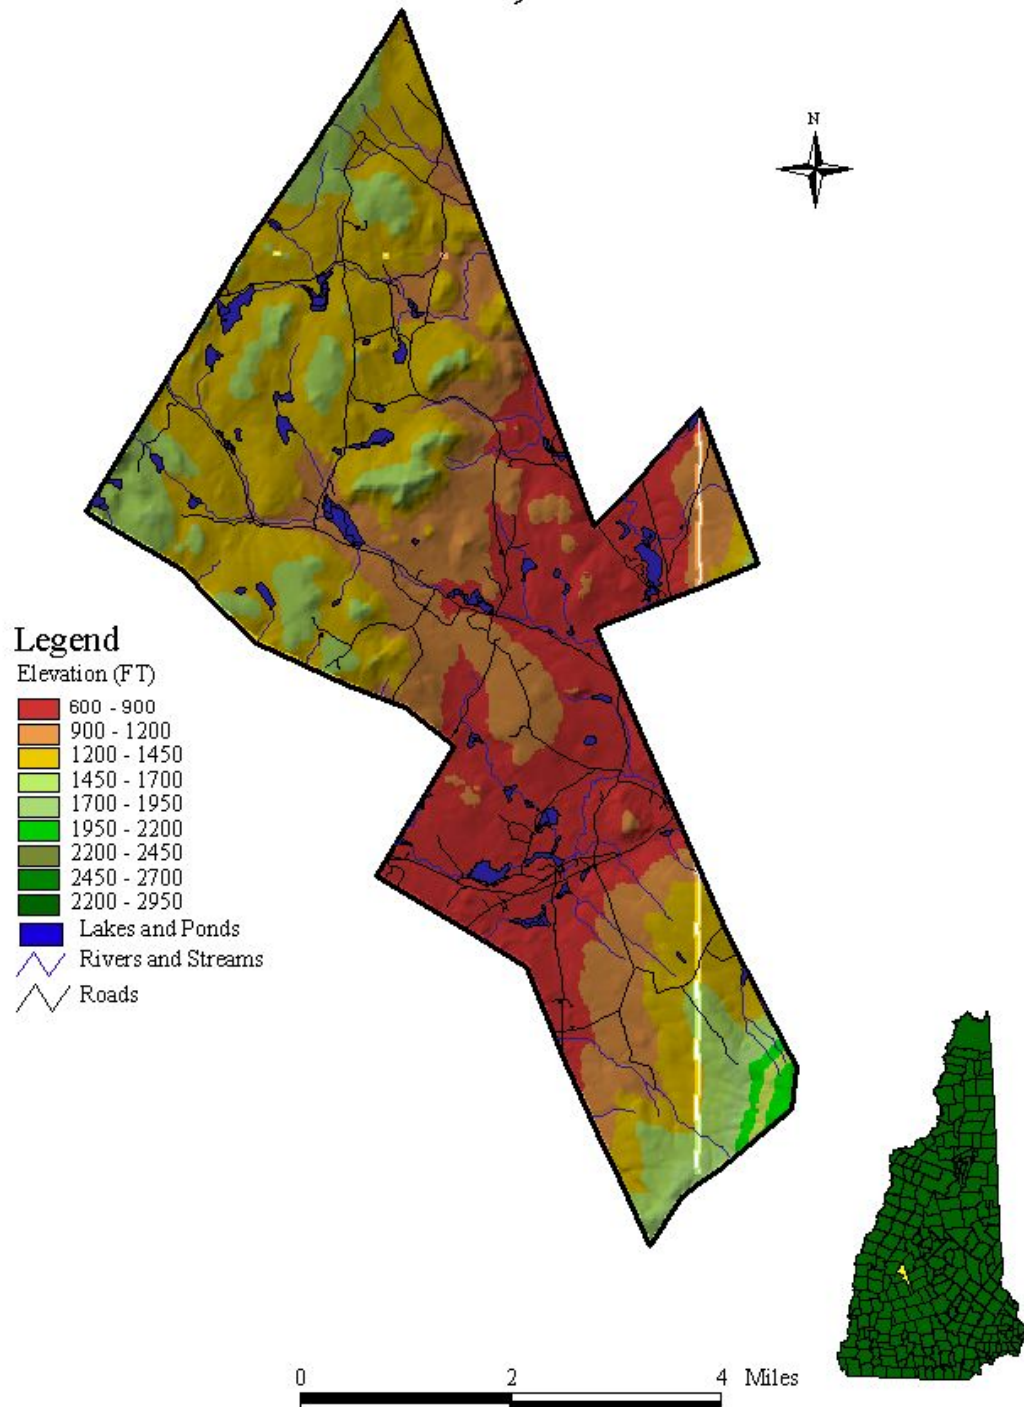 N
Legend
Elevation (FT)
600 - 900
900 - 1200
1200 - 1450
1450 - 1700
1700 - 1950
1950 - 2200
2200 - 2450
2450 - 2700
2200 - 2950
Lakes and Ponds
Rivers and Streams
Roads
0 2 4 Miles